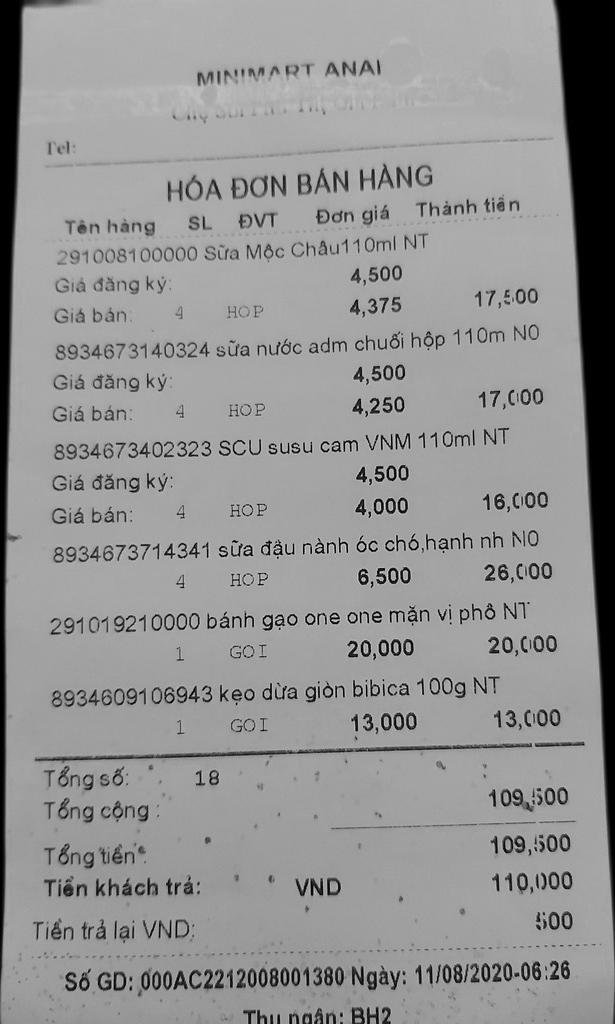 MINIMART ANAI
Tel:
HÓA ĐƠN BÁN HÀNG
Tên hàng SL ĐVT Đơn giá Thành tiền
291008100000 Sữa Mộc Châu110ml NT
Giá đăng ký: 4,500
Giá bán: 4 HOP 4,375 17,500
8934673140324 sữa nước adm chuối hộp 110m N0
Giá đăng ký: 4,500
Giá bán: 4 HOP 4,250 17,000
8934673402323 SCU susu cam VNM 110ml NT
Giá đăng ký: 4,500
Giá bán: 4 HOP 4,000 16,000
8934673714341 sữa đậu nành óc chó,hạnh nh N0
4 HOP 6,500 26,000
291019210000 bánh gạo one one mặn vị phô NT
1 GOI 20,000 20,000
8934609106943 kẹo dừa giòn bibica 100g NT
1 GOI 13,000 13,000
Tổng số: 18
Tổng cộng : 109,500
Tổng tiền : 109,500
Tiền khách trả: VND 110,000
Tiền trả lại VND: 500
Số GD: 000AC2212008001380 Ngày: 11/08/2020-06:26
Thu ngân: BH2